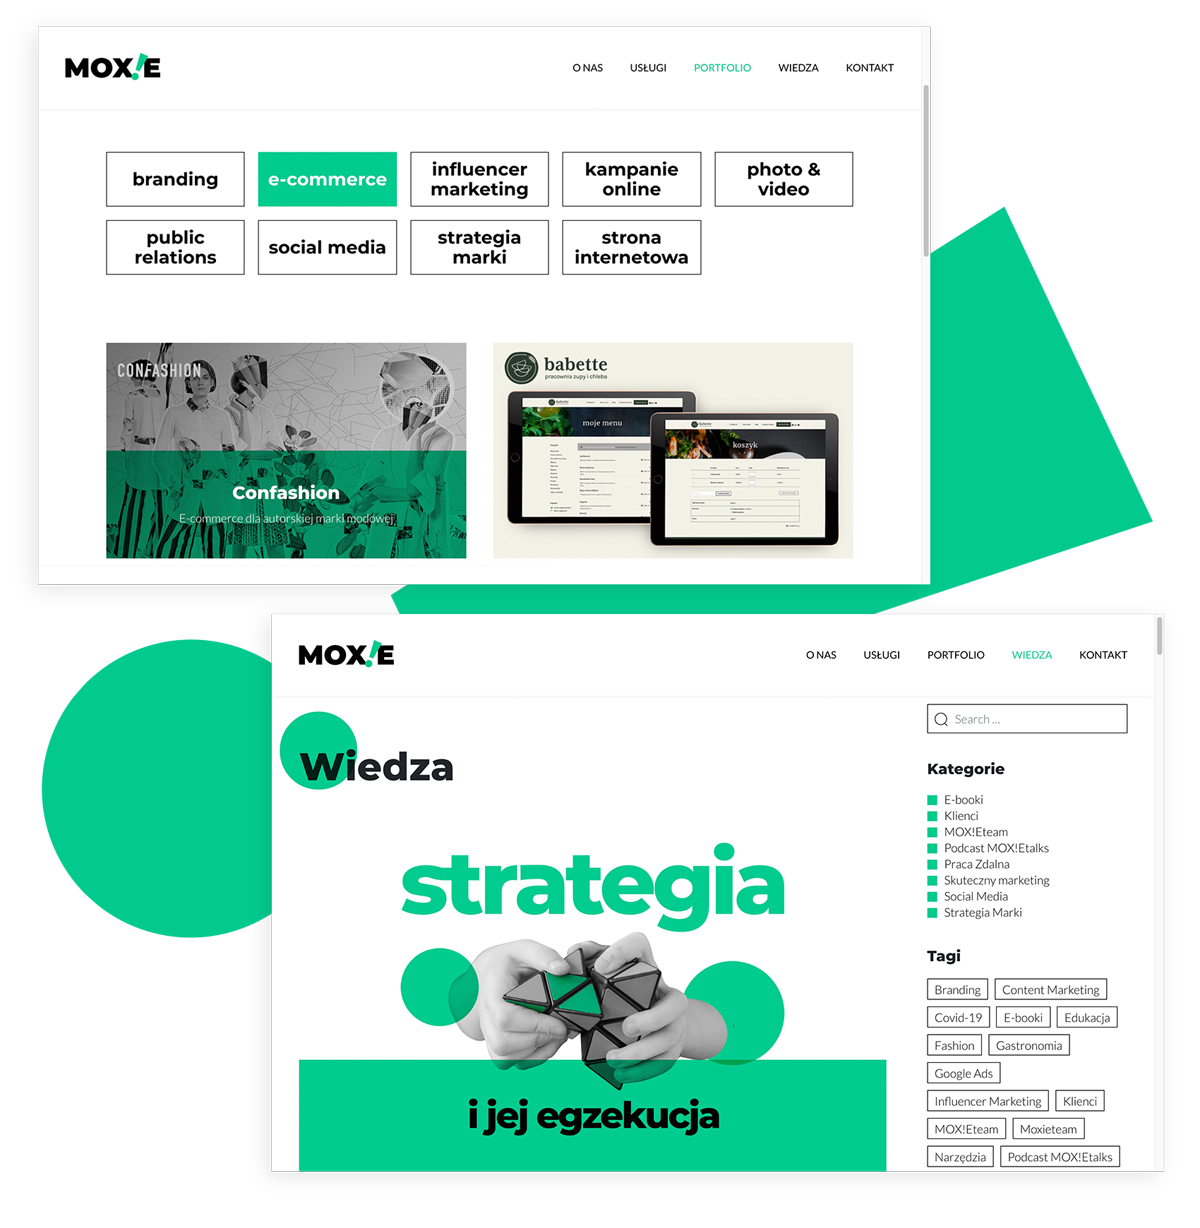 MOX!E
O NAS USŁUGI PORTFOLIO WIEDZA KONTAKT
branding
e-commerce
influencer
marketing
kampanie
online
photo &
video
public
relations
social media
strategia
marki
strona
internetowa
CONFASHION
Confashion
E-commerce dla autorskiej marki modowej
babette
pracownia zupy i chleba
moje menu
koszyk
MOX!E
O NAS USŁUGI PORTFOLIO WIEDZA KONTAKT
Wiedza
strategia
i jej egzekucja
Search ...
Kategorie
E-booki
Klienci
MOX!Eteam
Podcast MOX!Etalks
Praca Zdalna
Skuteczny marketing
Social Media
Strategia Marki
Tagi
Branding Content Marketing
Covid-19 E-booki Edukacja
Fashion Gastronomia
Google Ads
Influencer Marketing Klienci
MOX!Eteam Moxieteam
Narzędzia Podcast MOX!Etalks